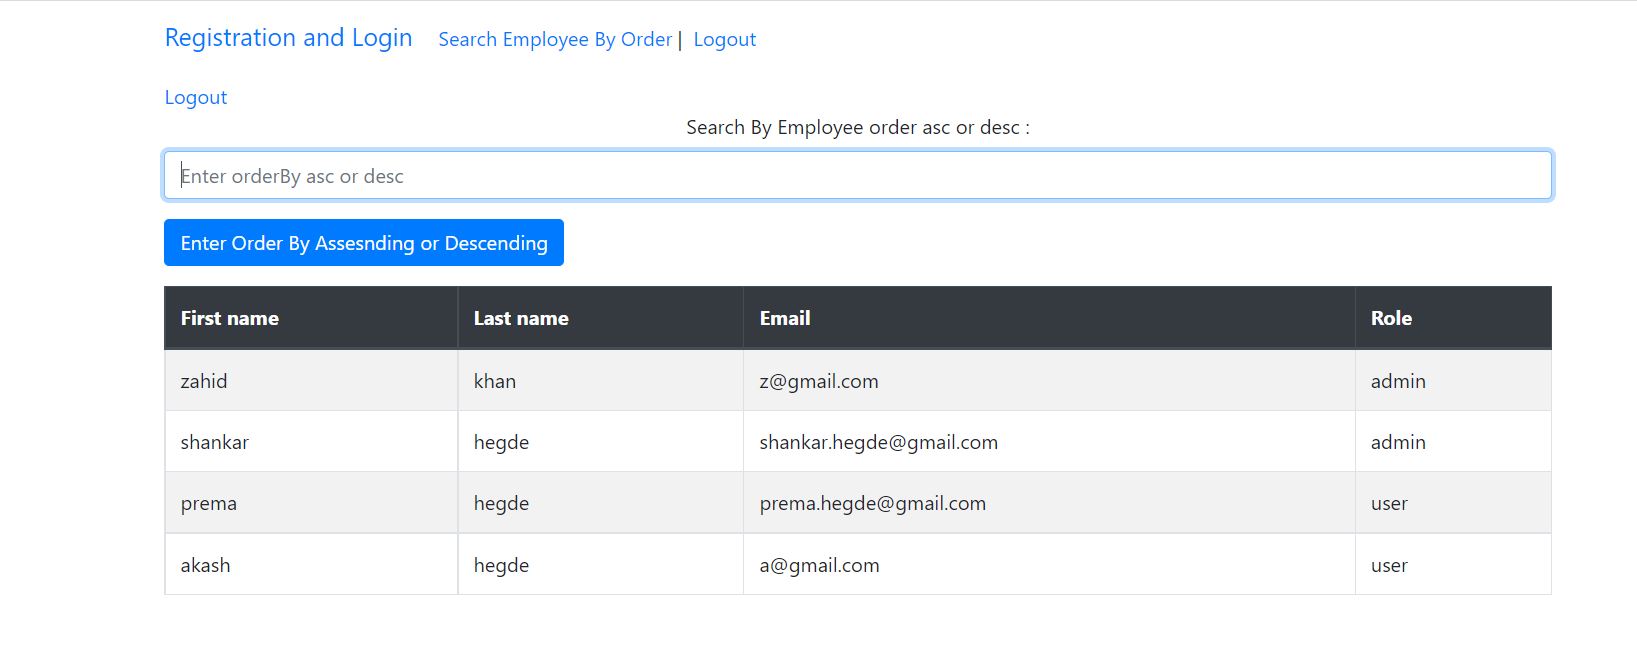 Registration and Login Search Employee By Order | Logout
Logout
Search By Employee order asc or desc :
Enter orderBy asc or desc
Enter Order By Assesnding or Descending
First name Last name Email Role
zahid khan z@gmail.com admin
shankar hegde shankar.hegde@gmail.com admin
prema hegde prema.hegde@gmail.com user
akash hegde a@gmail.com user